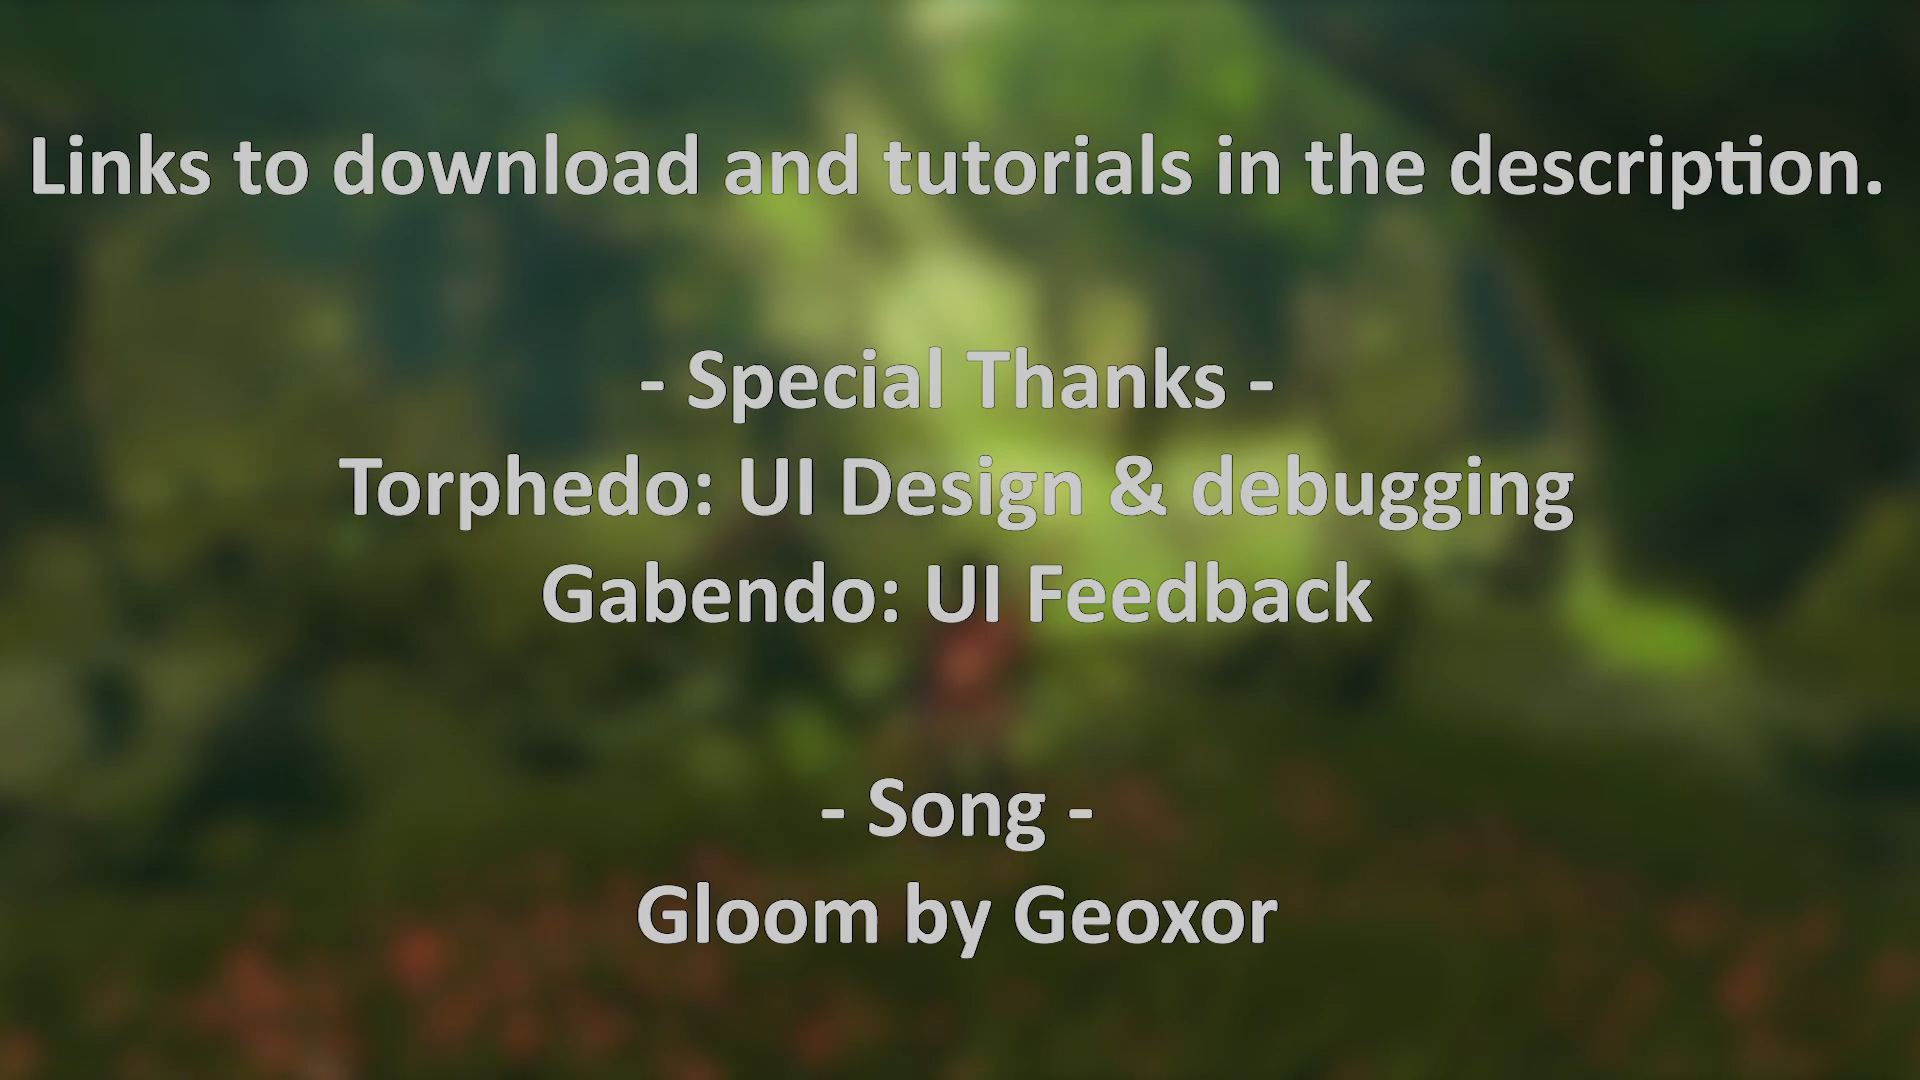 Links to download and tutorials in the description.
- Special Thanks -
Torphedo: UI Design & debugging
Gabendo: UI Feedback
- Song -
Gloom by Geoxor